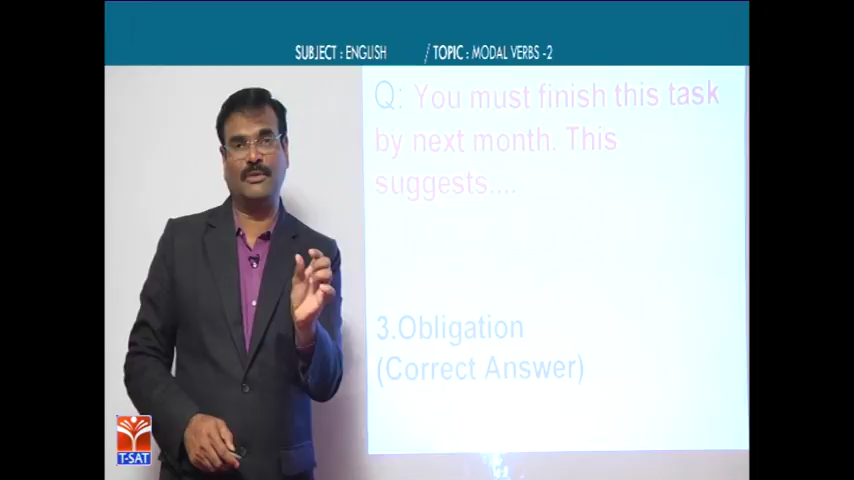 SUBJECT : ENGLISH / TOPIC : MODAL VERBS -2
Q: You must finish this task
by next month. This
suggests....
3.Obligation
(Correct Answer)
T-SAT